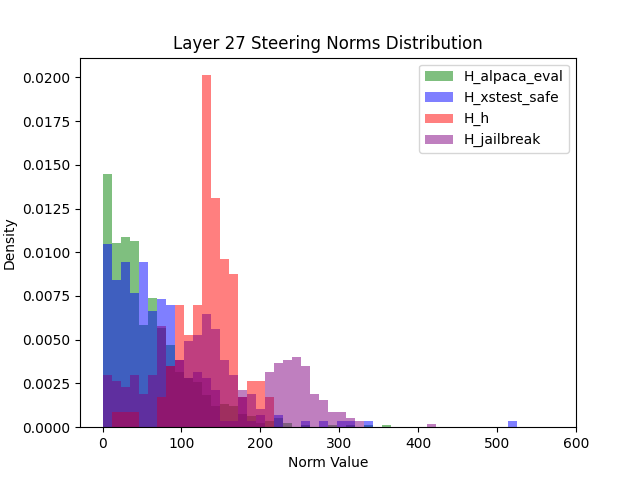 Layer 27 Steering Norms Distribution
H_alpaca_eval
H_xstest_safe
H_h
H_jailbreak
0.0200
0.0175
0.0150
0.0125
0.0100
0.0075
0.0050
0.0025
0.0000
Density
0 100 200 300 400 500 600
Norm Value